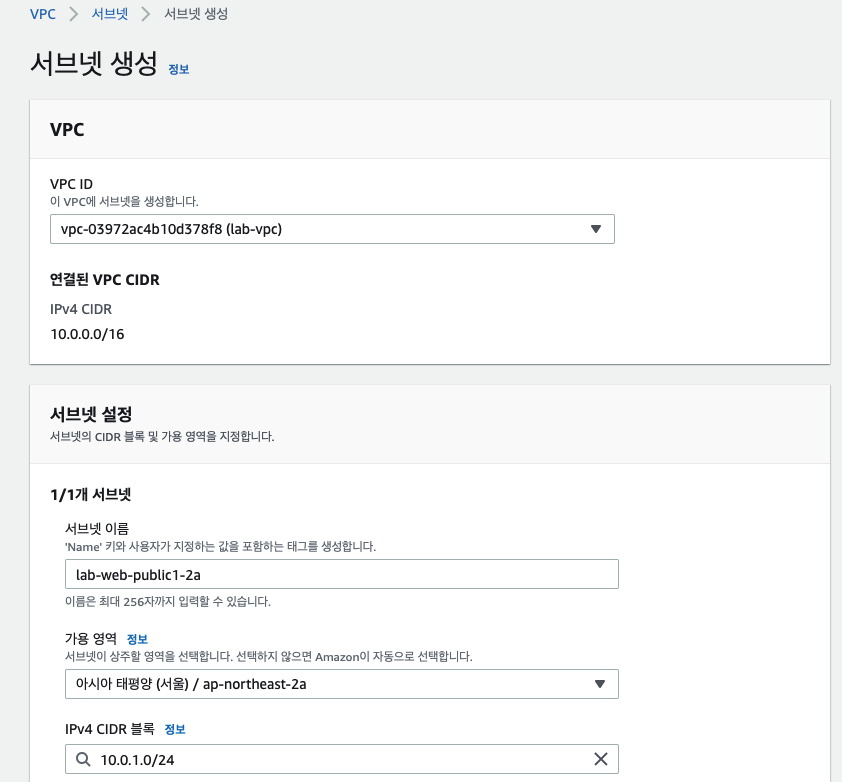 VPC > 서브넷 > 서브넷 생성
서브넷 생성 정보
VPC
VPC ID
이 VPC에 서브넷을 생성합니다.
vpc-03972ac4b10d378f8 (lab-vpc)
연결된 VPC CIDR
IPv4 CIDR
10.0.0.0/16
서브넷 설정
서브넷의 CIDR 블록 및 가용 영역을 지정합니다.
1/1개 서브넷
서브넷 이름
'Name' 키와 사용자가 지정하는 값을 포함하는 태그를 생성합니다.
lab-web-public1-2a
이름은 최대 256자까지 입력할 수 있습니다.
가용 영역 정보
서브넷이 상주할 영역을 선택합니다. 선택하지 않으면 Amazon이 자동으로 선택합니다.
아시아 태평양 (서울) / ap-northeast-2a
IPv4 CIDR 블록 정보
10.0.1.0/24